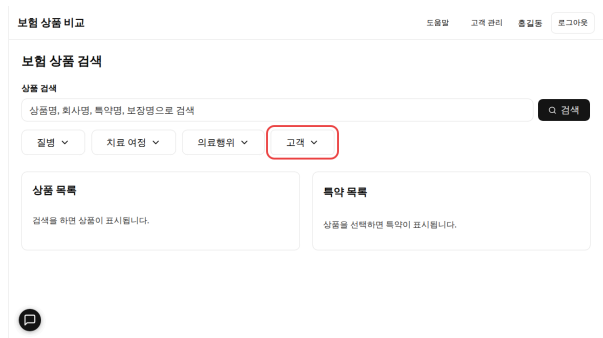 보험 상품 비교
도움말 고객 관리 홍길동 로그아웃
보험 상품 검색
상품 검색
상품명, 회사명, 특약명, 보장명으로 검색 검색
질병 치료 여정 의료행위 고객
상품 목록
검색을 하면 상품이 표시됩니다.
특약 목록
상품을 선택하면 특약이 표시됩니다.